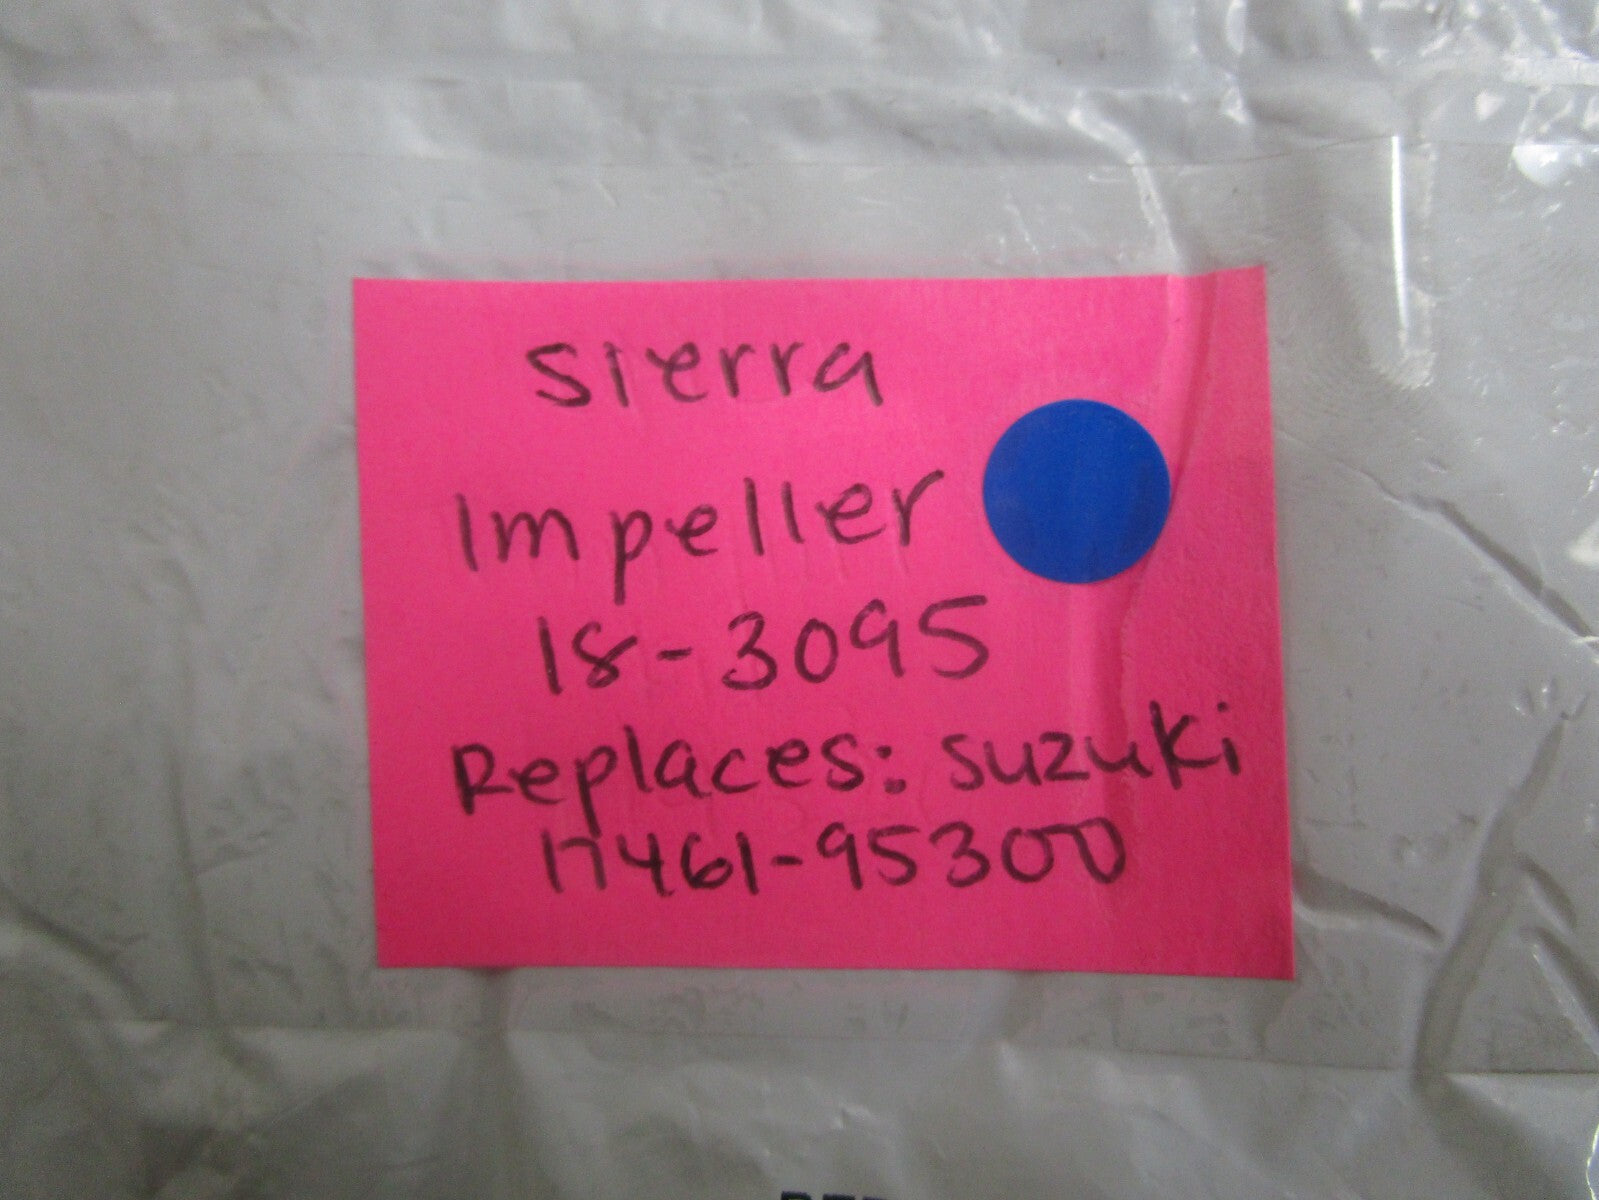 Sierra
Impeller
18-3095
Replaces: Suzuki
17461-95300